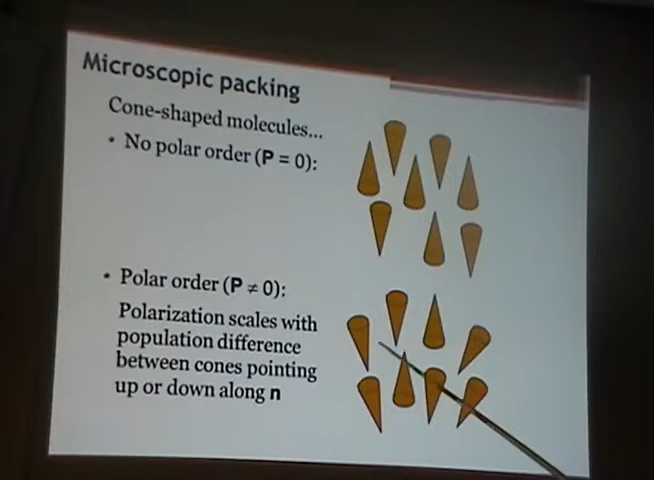 Microscopic packing
Cone-shaped molecules...
• No polar order (P = 0):
• Polar order (P ≠ 0):
Polarization scales with
population difference
between cones pointing
up or down along n